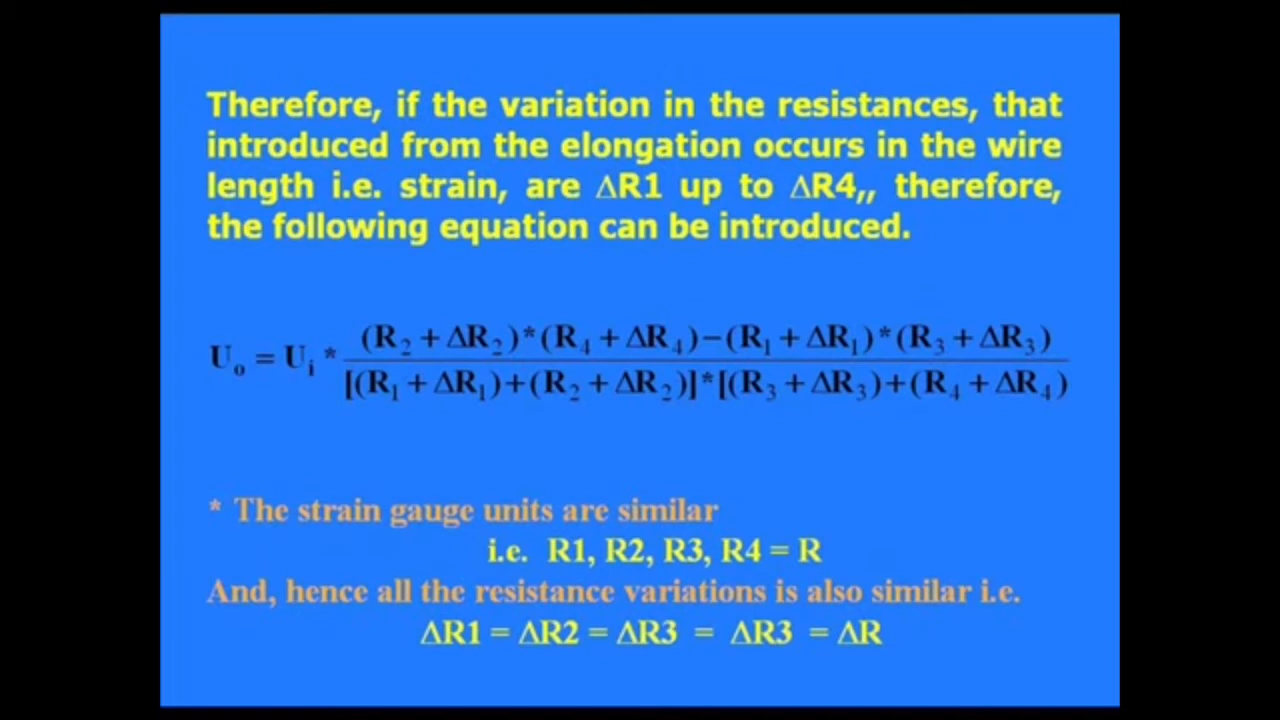 Therefore, if the variation in the resistances, that
introduced from the elongation occurs in the wire
length i.e. strain, are ΔR1 up to ΔR4,, therefore,
the following equation can be introduced.
U₀ = Uᵢ * (R₂ + ΔR₂)*(R₄ + ΔR₄)−(R₁ + ΔR₁)*(R₃ + ΔR₃)
[(R₁ + ΔR₁)+(R₂ + ΔR₂)]*[(R₃ + ΔR₃)+(R₄ + ΔR₄)
* The strain gauge units are similar
i.e. R1, R2, R3, R4 = R
And, hence all the resistance variations is also similar i.e.
ΔR1 = ΔR2 = ΔR3 = ΔR3 = ΔR